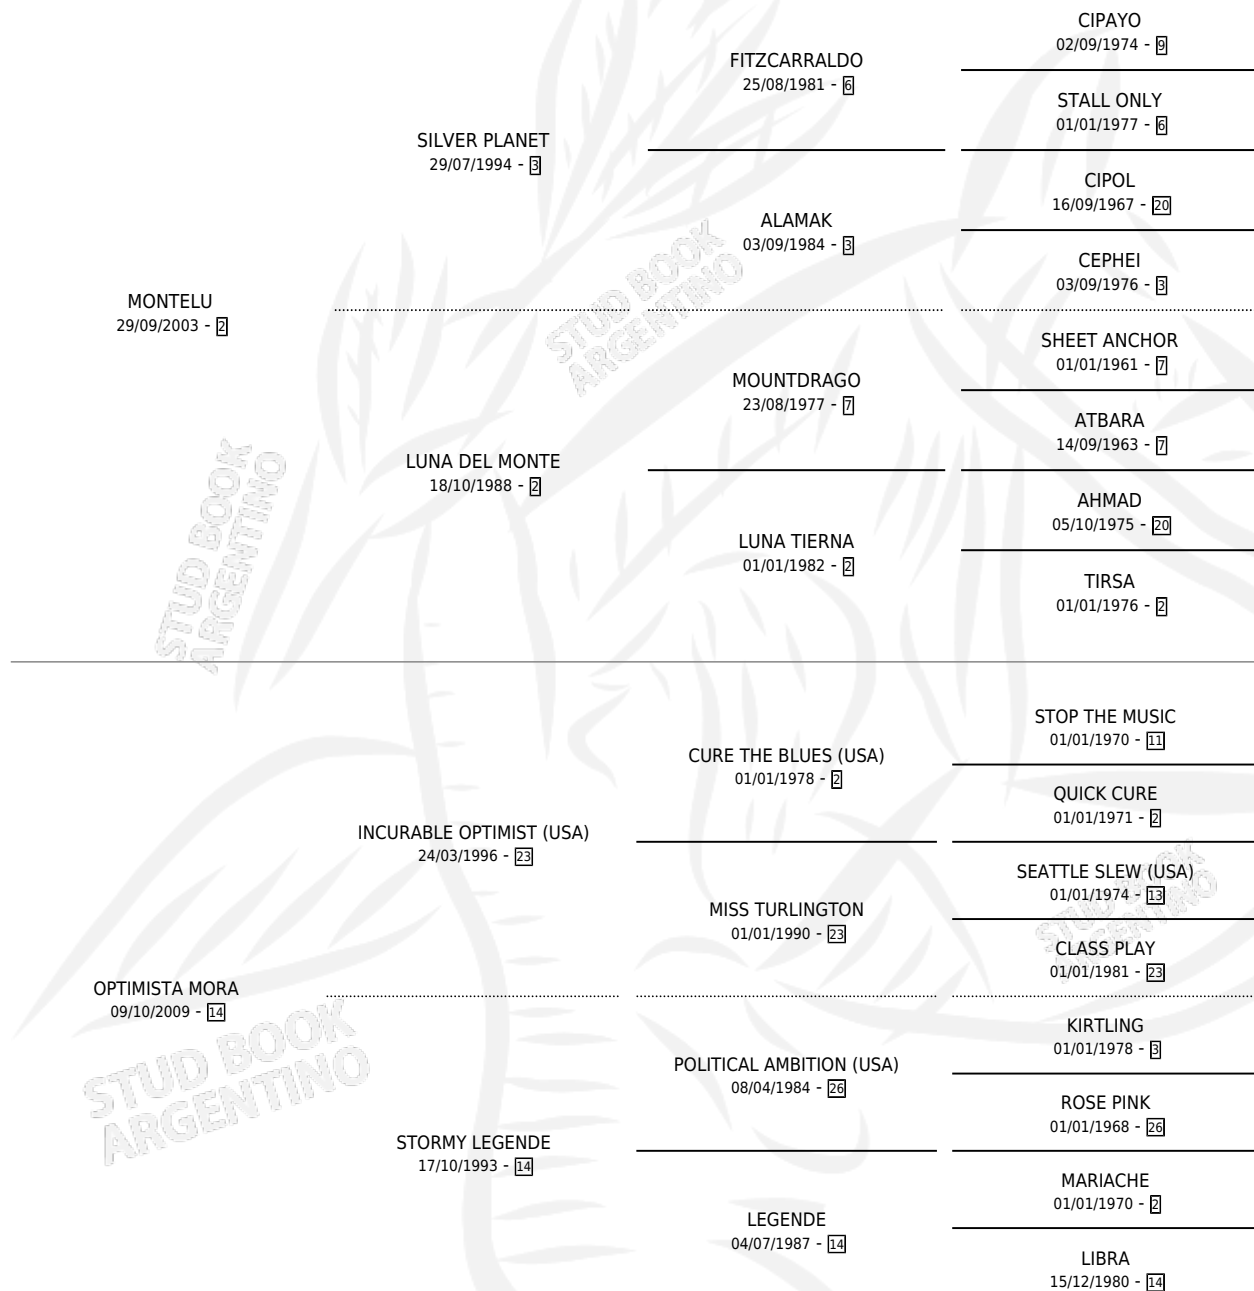 CIPAYO
02/09/1974 - 9
FITZCARRALDO
25/08/1981 - 6
STALL ONLY
01/01/1977 - 6
SILVER PLANET
29/07/1994 - 3
CIPOL
16/09/1967 - 20
ALAMAK
03/09/1984 - 3
CEPHEI
03/09/1976 - 3
MONTELU
29/09/2003 - 2
SHEET ANCHOR
01/01/1961 - 7
MOUNTDRAGO
23/08/1977 - 7
ATBARA
14/09/1963 - 7
LUNA DEL MONTE
18/10/1988 - 2
AHMAD
05/10/1975 - 20
LUNA TIERNA
01/01/1982 - 2
TIRSA
01/01/1976 - 2
STOP THE MUSIC
01/01/1970 - 11
CURE THE BLUES (USA)
01/01/1978 - 2
QUICK CURE
01/01/1971 - 2
INCURABLE OPTIMIST (USA)
24/03/1996 - 23
SEATTLE SLEW (USA)
01/01/1974 - 13
MISS TURLINGTON
01/01/1990 - 23
CLASS PLAY
01/01/1981 - 23
OPTIMISTA MORA
09/10/2009 - 14
KIRTLING
01/01/1978 - 3
POLITICAL AMBITION (USA)
08/04/1984 - 26
ROSE PINK
01/01/1968 - 26
STORMY LEGENDE
17/10/1993 - 14
MARIACHE
01/01/1970 - 2
LEGENDE
04/07/1987 - 14
LIBRA
15/12/1980 - 14
STUD BOOK
ARGENTINO
STUD BOOK
ARGENTINO
STUD BOOK
ARGENTINO
STUD BOOK
ARGENTINO